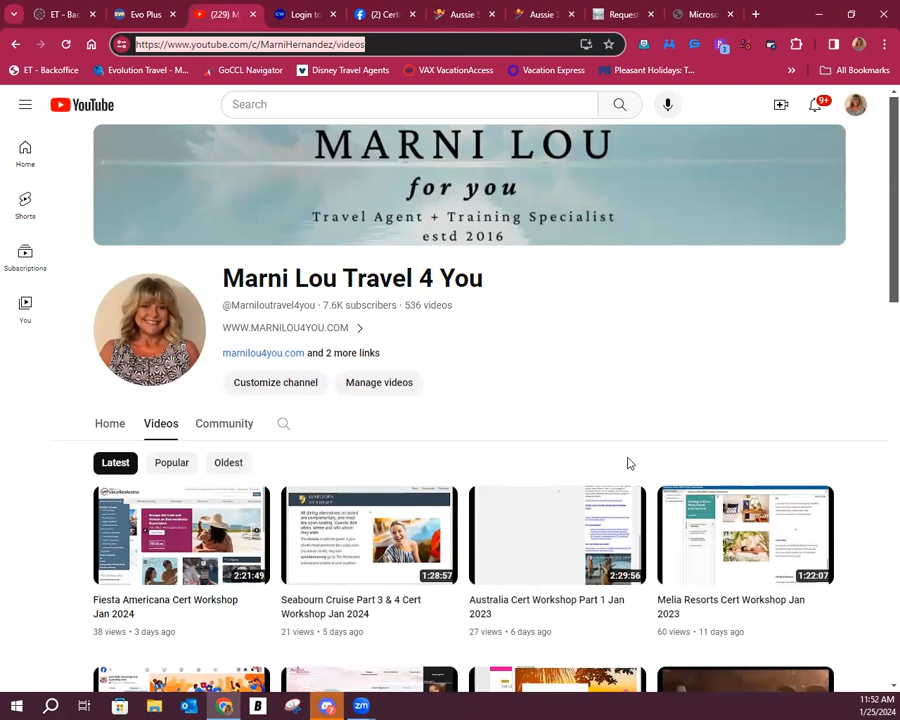 ET - Bac
Evo Plus
(229) M
Login to
(2) Certi
Aussie S
Aussie S
Request
Microsc
https://www.youtube.com/c/MarniHernandez/videos
3
ET - Backoffice
Evolution Travel - M...
GoCCL Navigator
Disney Travel Agents
VAX VacationAccess
Vacation Express
Pleasant Holidays: T...
»
All Bookmarks
YouTube
Search
9+
MARNI LOU
for you
Travel Agent + Training Specialist
estd 2016
Home
Shorts
Subscriptions
You
Marni Lou Travel 4 You
@Marniloutravel4you · 7.6K subscribers · 536 videos
WWW.MARNILOU4YOU.COM
marnilou4you.com and 2 more links
Customize channel
Manage videos
Home
Videos
Community
Latest
Popular
Oldest
2:21:49
1:28:57
2:29:56
1:22:07
Fiesta Americana Cert Workshop
Jan 2024
38 views · 3 days ago
Seabourn Cruise Part 3 & 4 Cert
Workshop Jan 2024
21 views · 5 days ago
Australia Cert Workshop Part 1 Jan
2023
27 views · 6 days ago
Melia Resorts Cert Workshop Jan
2023
60 views · 11 days ago
B
zm
11:52 AM
1/25/2024